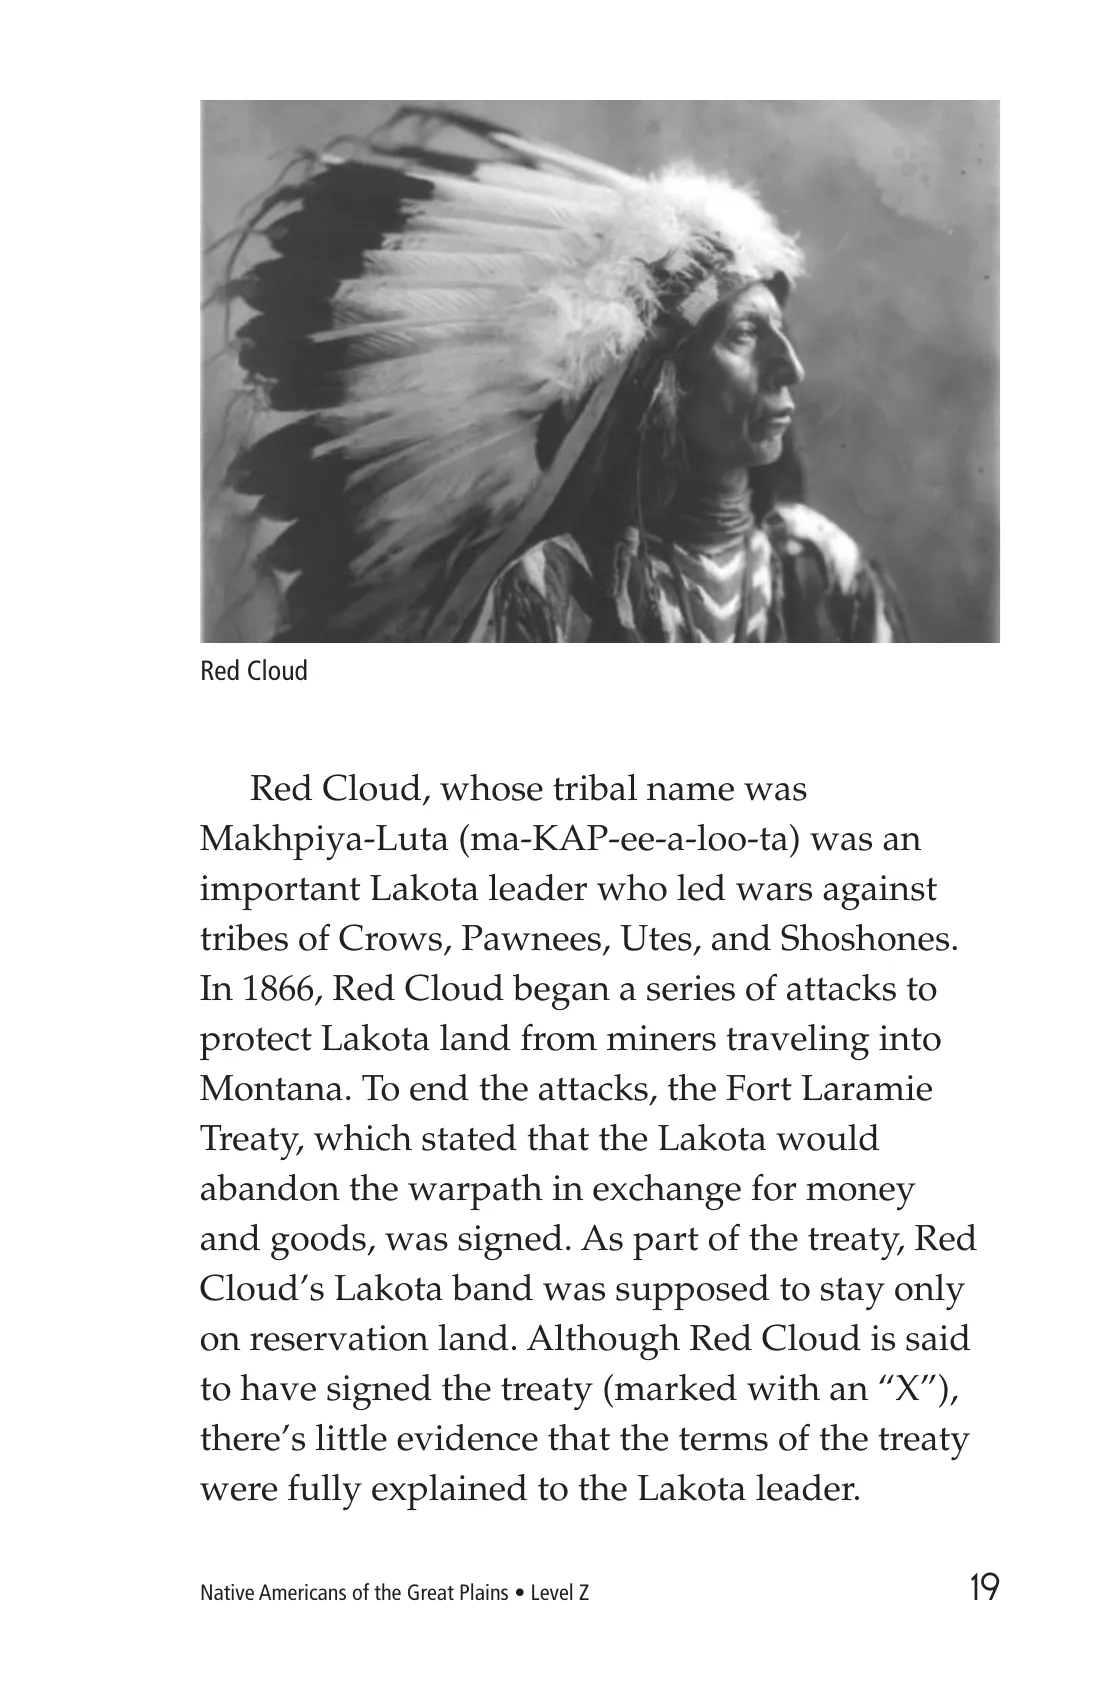 Red Cloud
Red Cloud, whose tribal name was
Makhpiya-Luta (ma-KAP-ee-a-loo-ta) was an
important Lakota leader who led wars against
tribes of Crows, Pawnees, Utes, and Shoshones.
In 1866, Red Cloud began a series of attacks to
protect Lakota land from miners traveling into
Montana. To end the attacks, the Fort Laramie
Treaty, which stated that the Lakota would
abandon the warpath in exchange for money
and goods, was signed. As part of the treaty, Red
Cloud’s Lakota band was supposed to stay only
on reservation land. Although Red Cloud is said
to have signed the treaty (marked with an “X”),
there’s little evidence that the terms of the treaty
were fully explained to the Lakota leader.
Native Americans of the Great Plains • Level Z 19